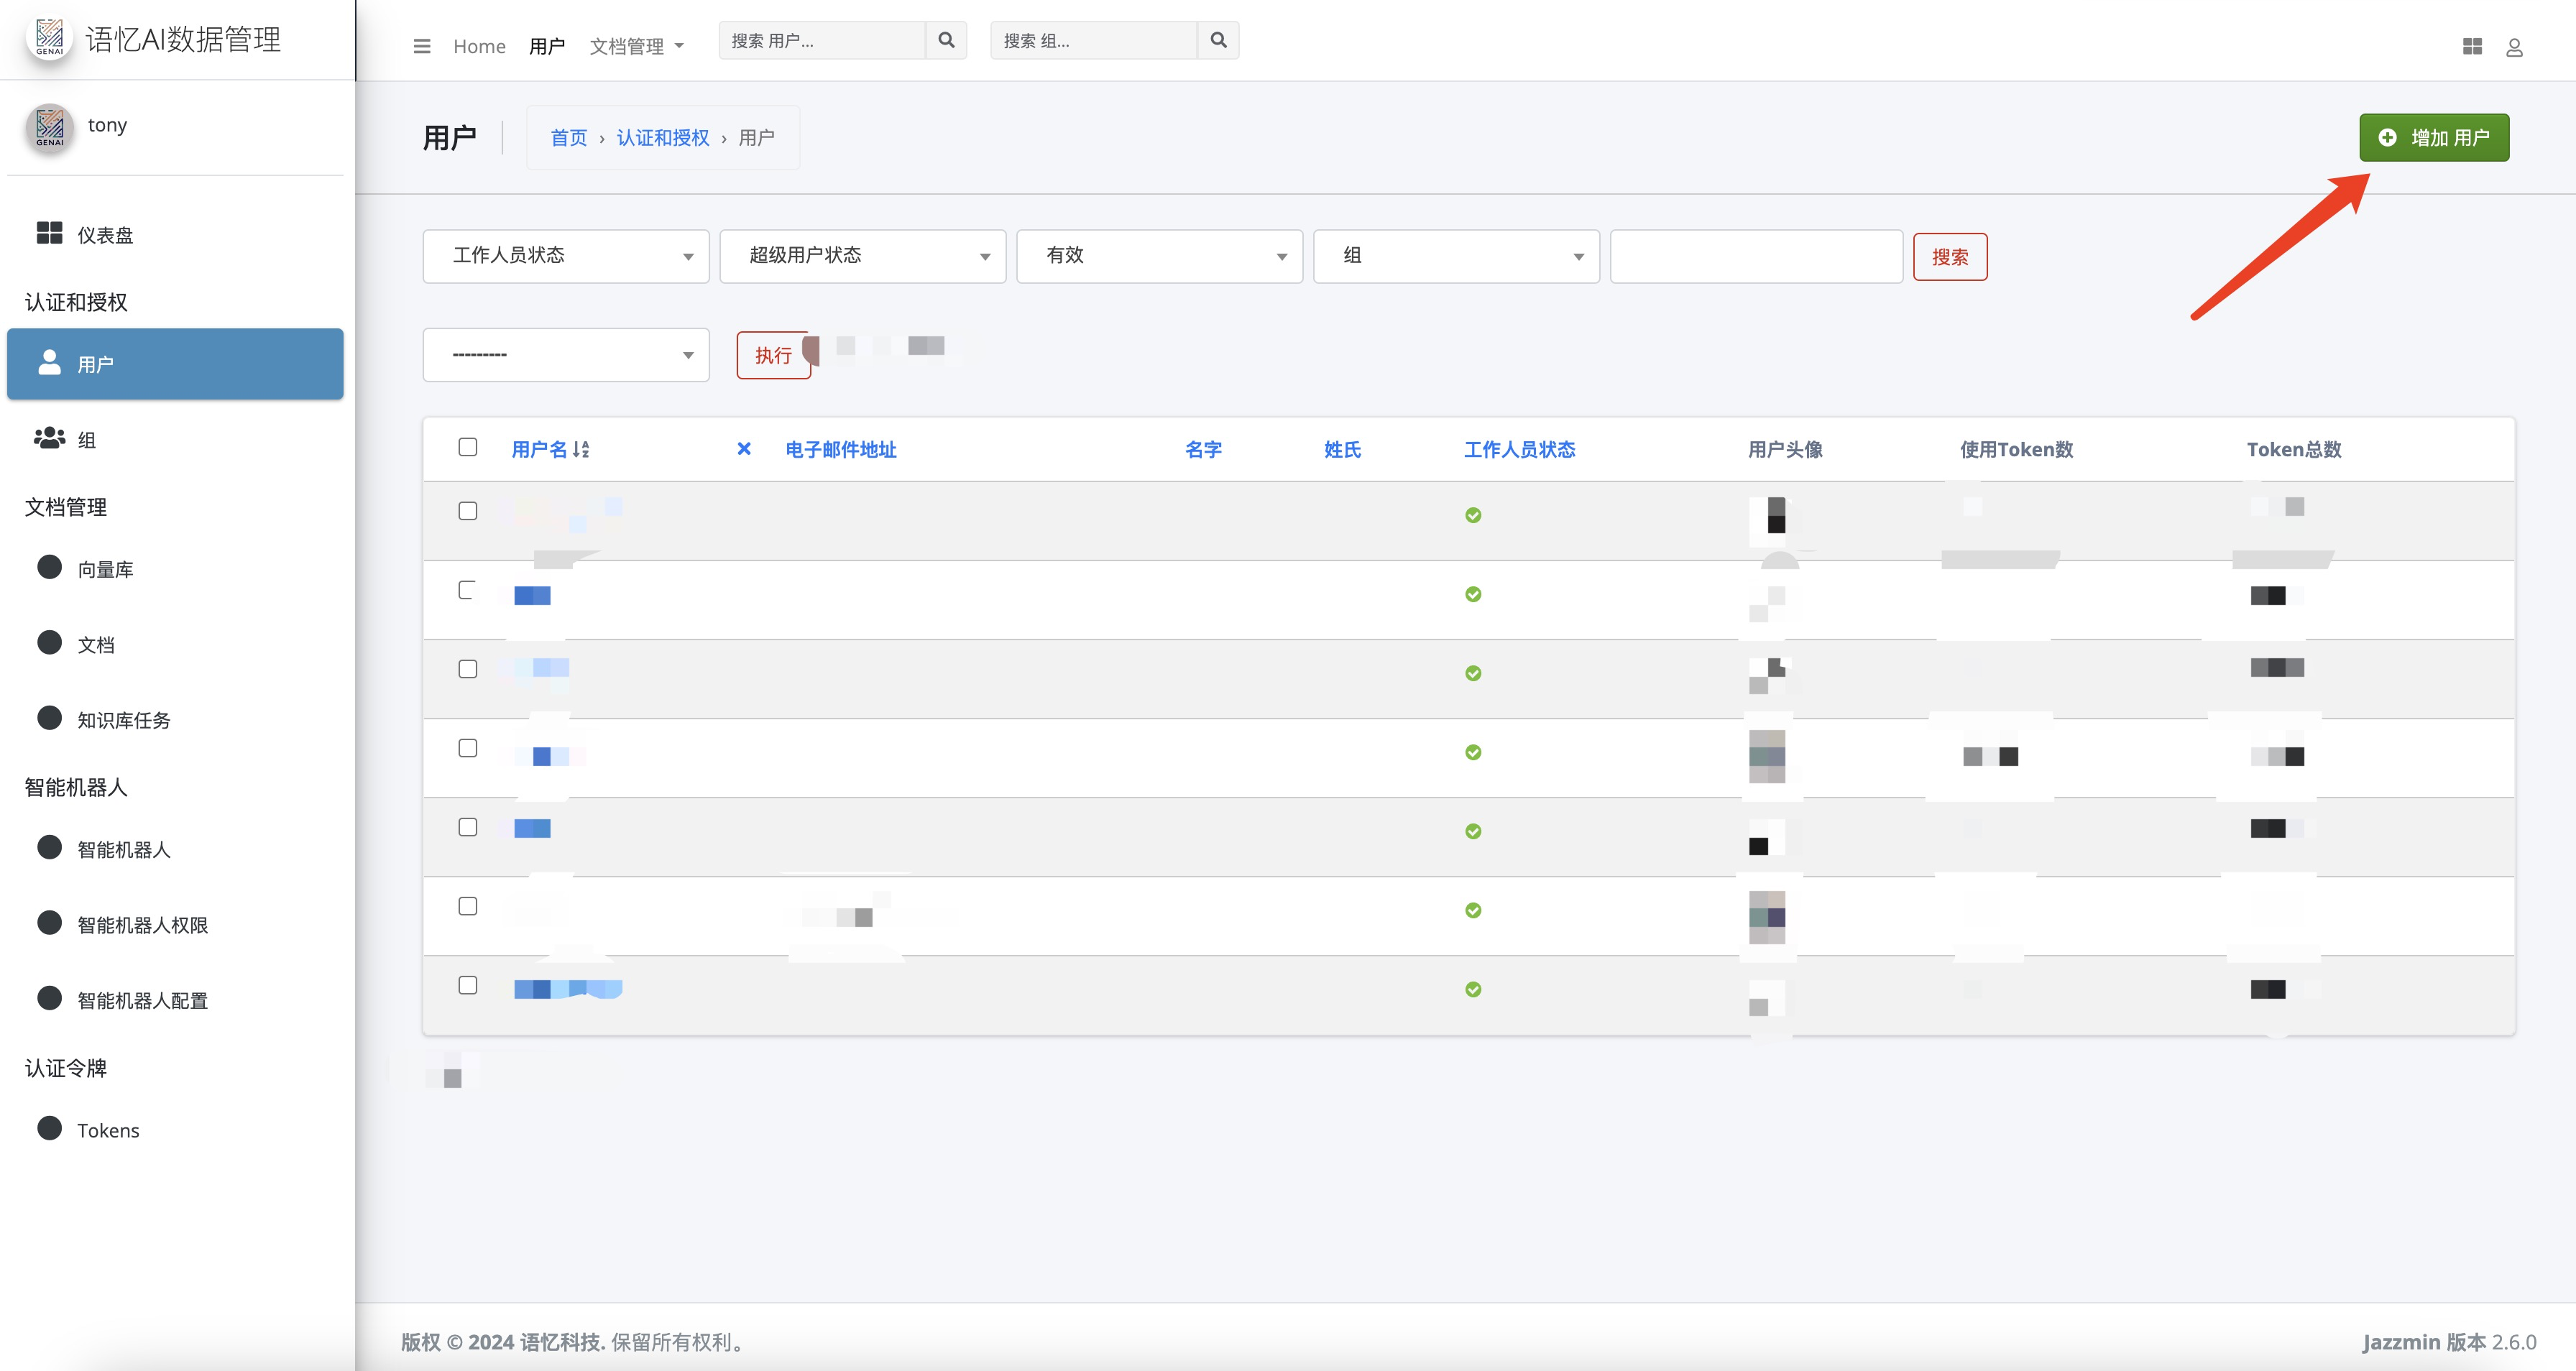 GENAI
语忆AI数据管理
GENAI
tony
仪表盘
认证和授权
用户
组
文档管理
向量库
文档
知识库任务
智能机器人
智能机器人
智能机器人权限
智能机器人配置
认证令牌
Tokens
Home 用户 文档管理 搜索 用户... 搜索 组...
用户 首页 › 认证和授权 › 用户 增加 用户
工作人员状态 超级用户状态 有效 组 搜索
--------- 执行
用户名 电子邮件地址 名字 姓氏 工作人员状态 用户头像 使用Token数 Token总数
版权 © 2024 语忆科技. 保留所有权利。 Jazzmin 版本 2.6.0